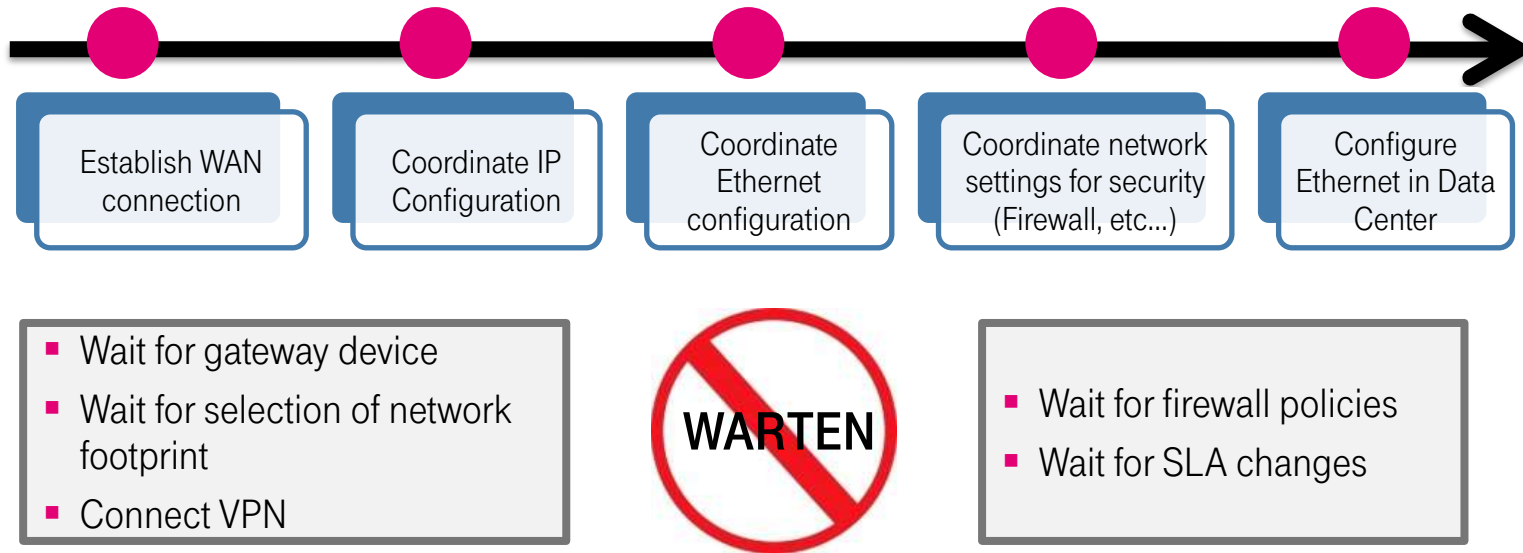 Establish WAN
connection
Coordinate IP
Configuration
Coordinate
Ethernet
configuration
Coordinate network
settings for security
(Firewall, etc...)
Configure
Ethernet in Data
Center
Wait for gateway device
Wait for selection of network
footprint
Connect VPN
WARTEN
Wait for firewall policies
Wait for SLA changes